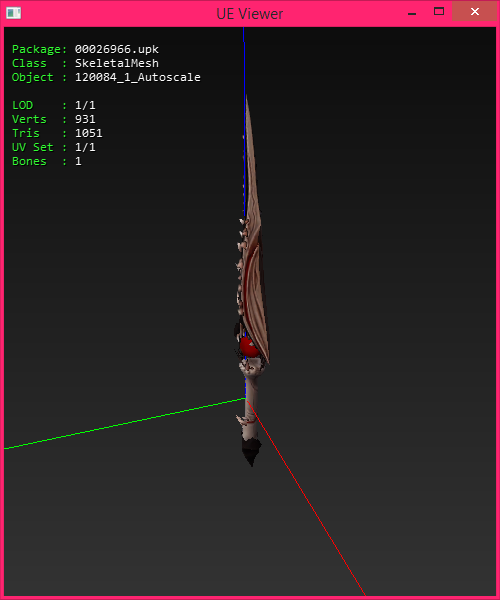 UE Viewer
Package: 00026966.upk
Class  : SkeletalMesh
Object : 120084_1_Autoscale
LOD    : 1/1
Verts  : 931
Tris   : 1051
UV Set : 1/1
Bones  : 1